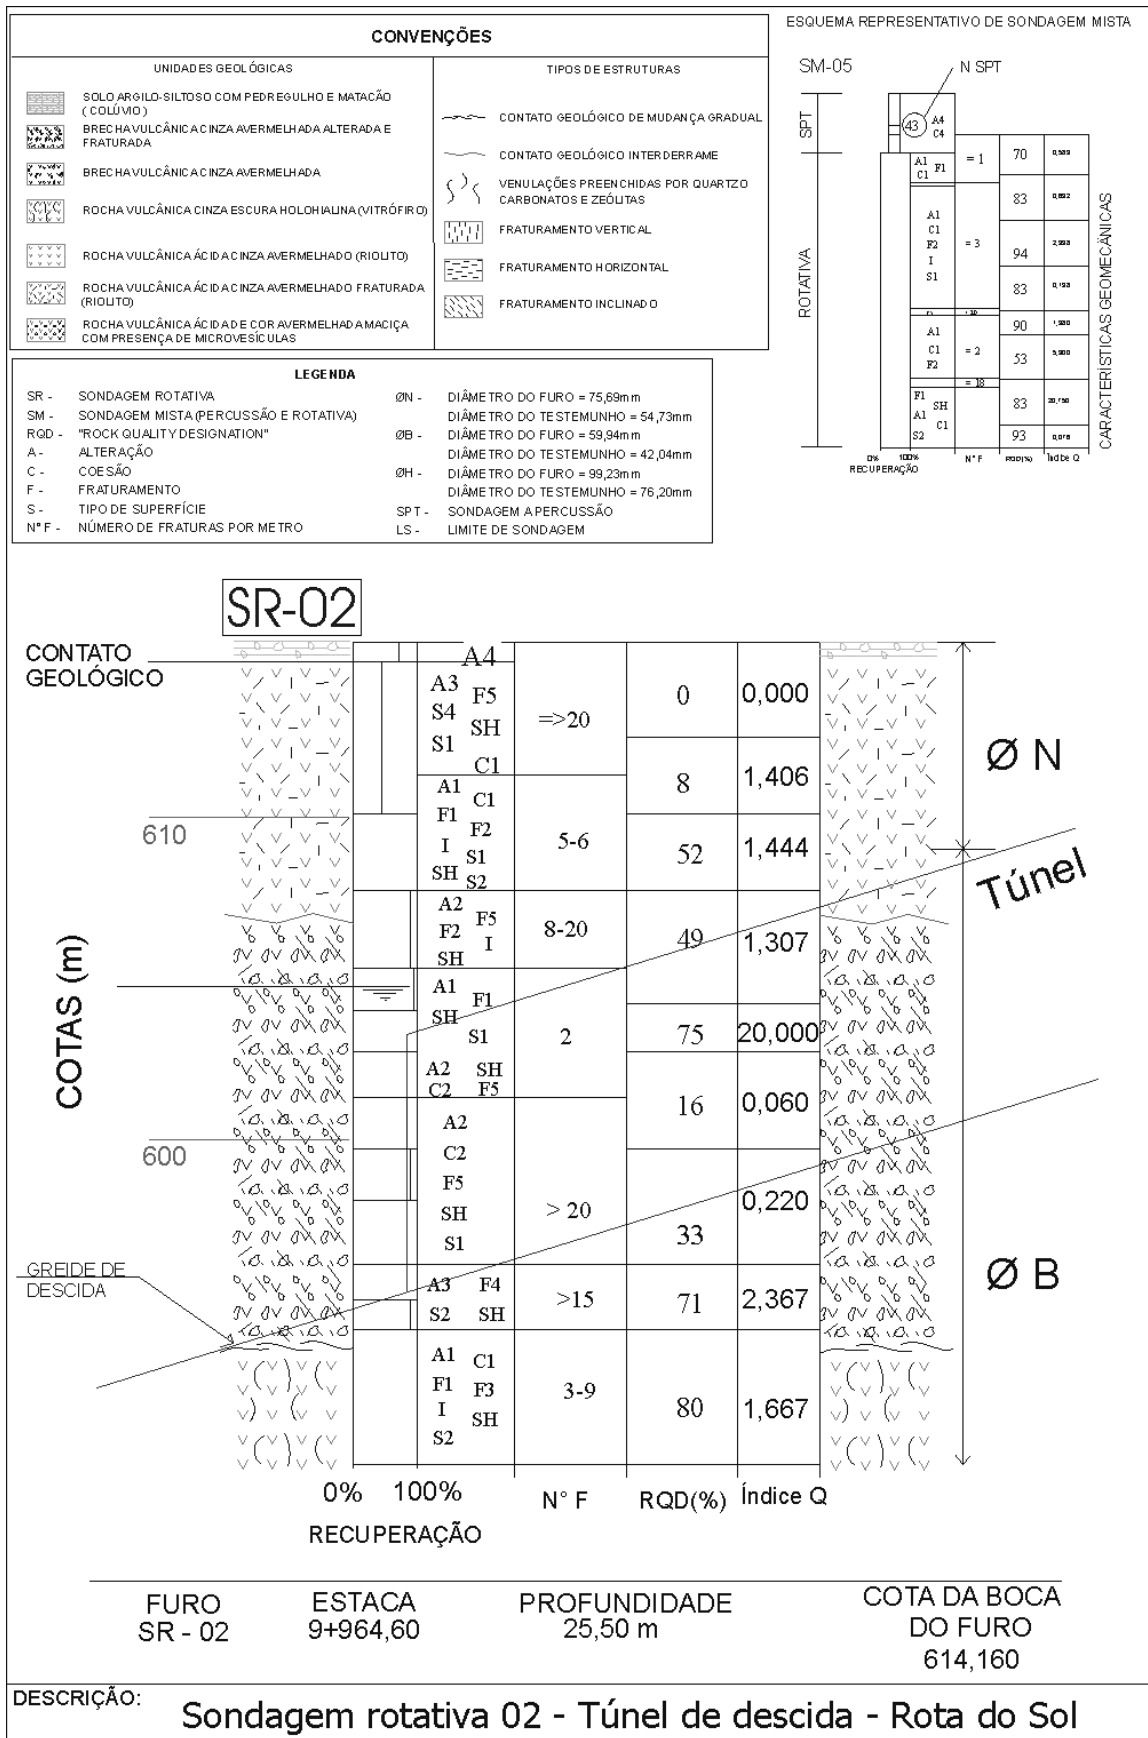 CONVENÇÕES
UNIDADES GEOLÓGICAS
SOLO ARGILO-SILTOSO COM PEDREGULHO E MATACÃO
( COLÚVIO )
BRECHA VULCÂNICA CINZA AVERMELHADA ALTERADA E
FRATURADA
BRECHA VULCÂNICA CINZA AVERMELHADA
ROCHA VULCÂNICA CINZA ESCURA HOLOHIALINA (VITRÓFIRO)
ROCHA VULCÂNICA ÁCIDA CINZA AVERMELHADO (RIOLITO)
ROCHA VULCÂNICA ÁCIDA CINZA AVERMELHADO FRATURADA
(RIOLITO)
ROCHA VULCÂNICA ÁCIDA DE COR AVERMELHADA MACIÇA
COM PRESENÇA DE MICROVESÍCULAS
TIPOS DE ESTRUTURAS
CONTATO GEOLÓGICO DE MUDANÇA GRADUAL
CONTATO GEOLÓGICO INTERDERRAME
VENULAÇÕES PREENCHIDAS POR QUARTZO
CARBONATOS E ZEÓLITAS
FRATURAMENTO VERTICAL
FRATURAMENTO HORIZONTAL
FRATURAMENTO INCLINADO
ESQUEMA REPRESENTATIVO DE SONDAGEM MISTA
SM-05
N SPT
SPT
ROTATIVA
43
A4
C4
A1
C1 F1
= 1
70
83
A1
C1
F2
I
S1
= 3
94
83
90
A1
C1
F2
= 2
53
= 18
F1
SH
A1
C1
S2
83
93
0% 100%
RECUPERAÇÃO
N° F
RQD(%)
Índice Q
CARACTERÍSTICAS GEOMECÂNICAS
LEGENDA
SR - SONDAGEM ROTATIVA
SM - SONDAGEM MISTA (PERCUSSÃO E ROTATIVA)
RQD - "ROCK QUALITY DESIGNATION"
A - ALTERAÇÃO
C - COESÃO
F - FRATURAMENTO
S - TIPO DE SUPERFÍCIE
N° F - NÚMERO DE FRATURAS POR METRO
ØN - DIÂMETRO DO FURO = 75,69mm
DIÂMETRO DO TESTEMUNHO = 54,73mm
ØB - DIÂMETRO DO FURO = 59,94mm
DIÂMETRO DO TESTEMUNHO = 42,04mm
ØH - DIÂMETRO DO FURO = 99,23mm
DIÂMETRO DO TESTEMUNHO = 76,20mm
SPT - SONDAGEM A PERCUSSÃO
LS - LIMITE DE SONDAGEM
SR-02
CONTATO
GEOLÓGICO
A4
A3 F5
S4 SH
S1
C1
=>20
0
0,000
8
1,406
Ø N
610
A1 C1
F1 F2
I S1
SH S2
5-6
52
1,444
Túnel
A2 F5
F2 I
SH
8-20
49
1,307
COTAS (m)
A1 F1
SH S1
2
75
20,000
A2 SH
C2 F5
16
0,060
600
A2
C2
F5
SH
S1
> 20
33
0,220
GREIDE DE
DESCIDA
A3 F4
S2 SH
>15
71
2,367
Ø B
A1 C1
F1 F3
I SH
S2
3-9
80
1,667
0% 100%
RECUPERAÇÃO
N° F
RQD(%)
Índice Q
FURO
SR - 02
ESTACA
9+964,60
PROFUNDIDADE
25,50 m
COTA DA BOCA
DO FURO
614,160
DESCRIÇÃO:
Sondagem rotativa 02 - Túnel de descida - Rota do Sol